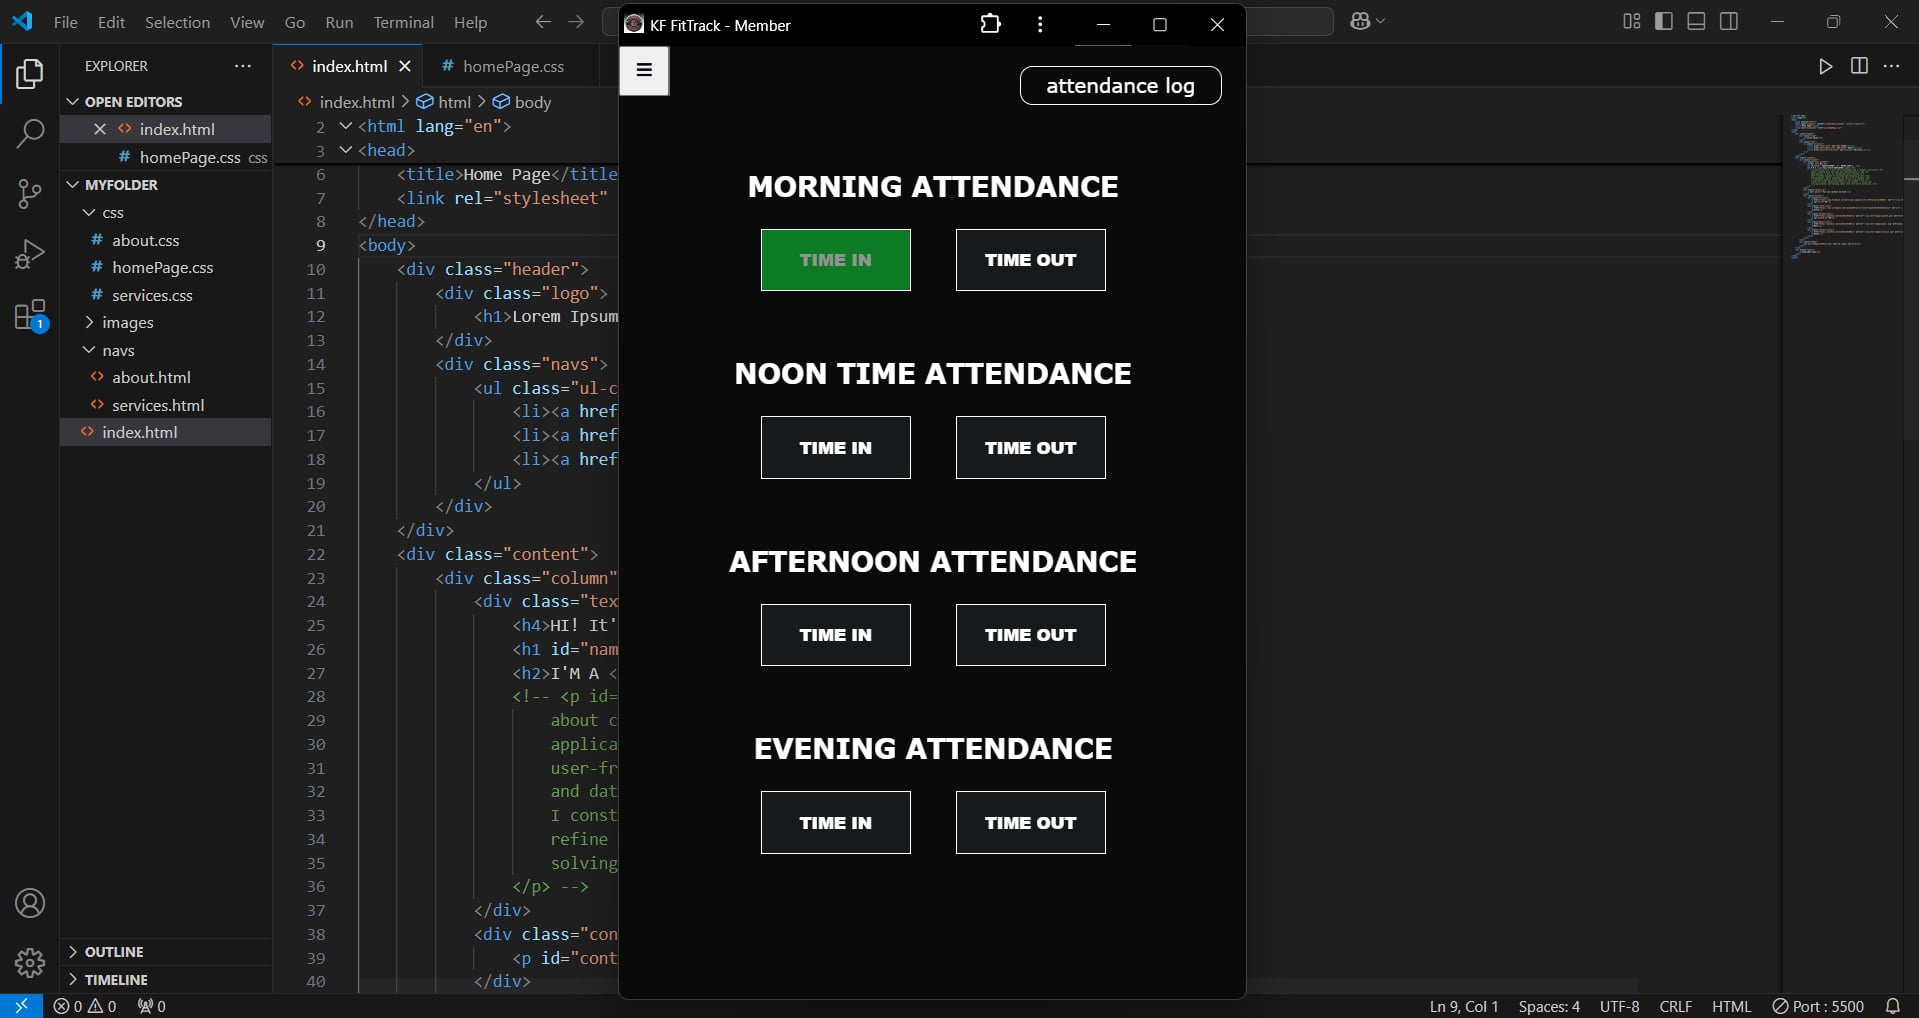 File Edit Selection View Go Run Terminal Help
EXPLORER
OPEN EDITORS
index.html
homePage.css css
MYFOLDER
css
about.css
homePage.css
services.css
images
navs
about.html
services.html
index.html
OUTLINE
TIMELINE
1
index.html
homePage.css
index.html > html > body
2 <html lang="en">
3 <head>
6 <title>Home Page</title
7 <link rel="stylesheet"
8 </head>
9 <body>
10 <div class="header">
11 <div class="logo">
12 <h1>Lorem Ipsum
13 </div>
14 <div class="navs">
15 <ul class="ul-c
16 <li><a href
17 <li><a href
18 <li><a href
19 </ul>
20 </div>
21 </div>
22 <div class="content">
23 <div class="column"
24 <div class="tex
25 <h4>HI! It'
26 <h1 id="nam
27 <h2>I'M A <
28 <!-- <p id=
29 about c
30 applica
31 user-fr
32 and dat
33 I const
34 refine
35 solving
36 </p> -->
37 </div>
38 <div class="con
39 <p id="cont
40 </div>
KF FitTrack - Member
attendance log
MORNING ATTENDANCE
TIME IN TIME OUT
NOON TIME ATTENDANCE
TIME IN TIME OUT
AFTERNOON ATTENDANCE
TIME IN TIME OUT
EVENING ATTENDANCE
TIME IN TIME OUT
0 0 0
Ln 9, Col 1 Spaces: 4 UTF-8 CRLF HTML Port : 5500